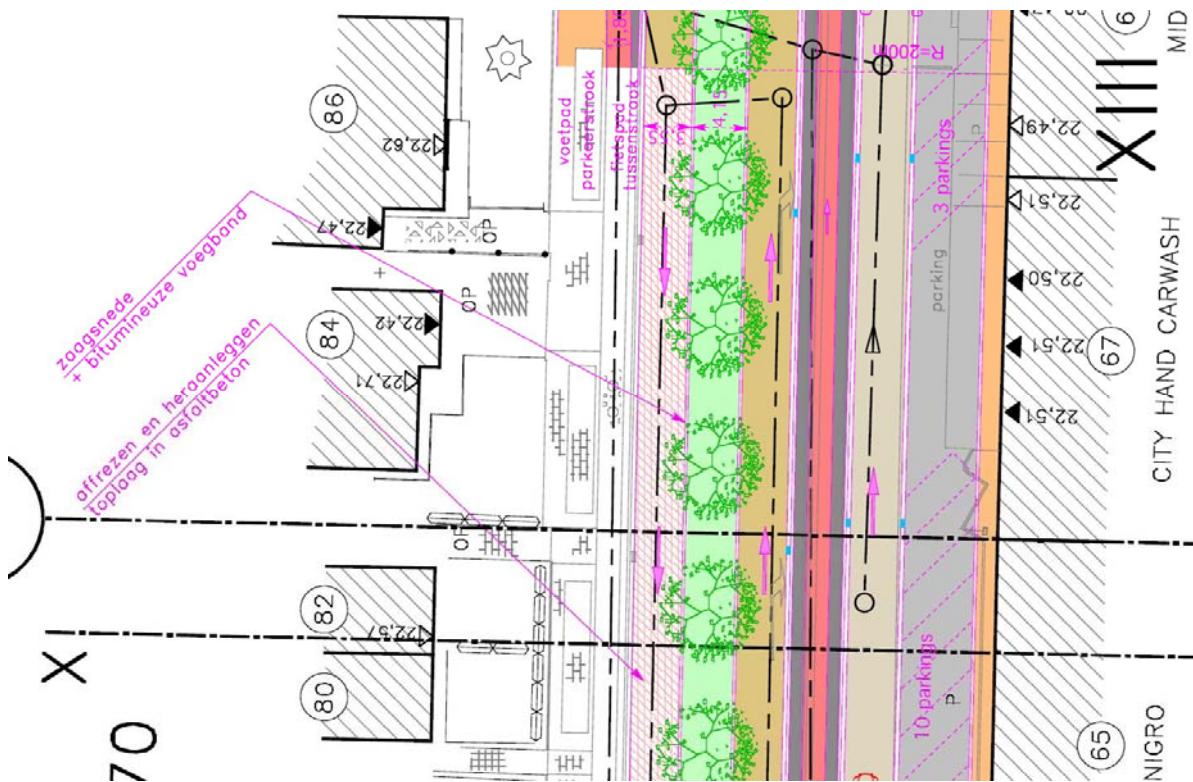 86
22,62
22,47
OP
OP
84
22,42
22,71
zaagsnede
+ bitumineuze voegband
affrezen en heraanleggen
toplaag in asfaltbeton
82
22,57
80
X
70
voetpad
parkeerstrook
fietspad
tussenstrook
4,15
R=200m
3 parkings
parking
P
10 parkings
P
22,49
22,51
22,50
22,51
22,51
67
65
XIII
MID
CITY HAND CARWASH
NIGRO